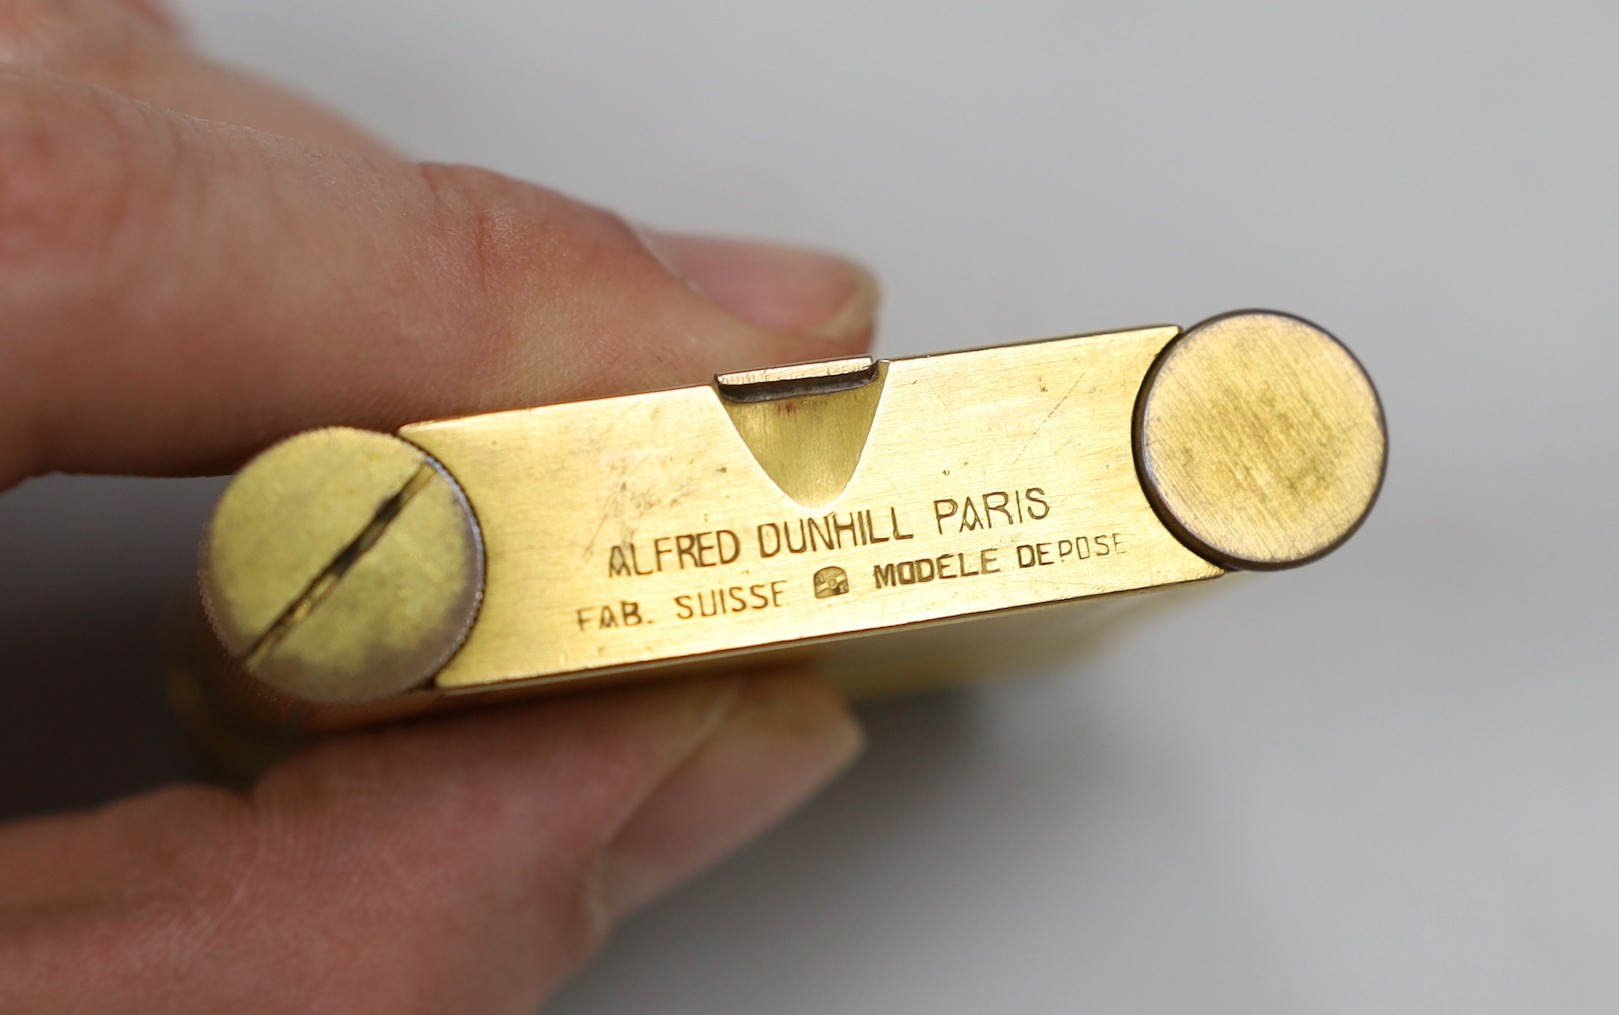 ALFRED DUNHILL PARIS
FAB. SUISSE MODELE DEPOSE